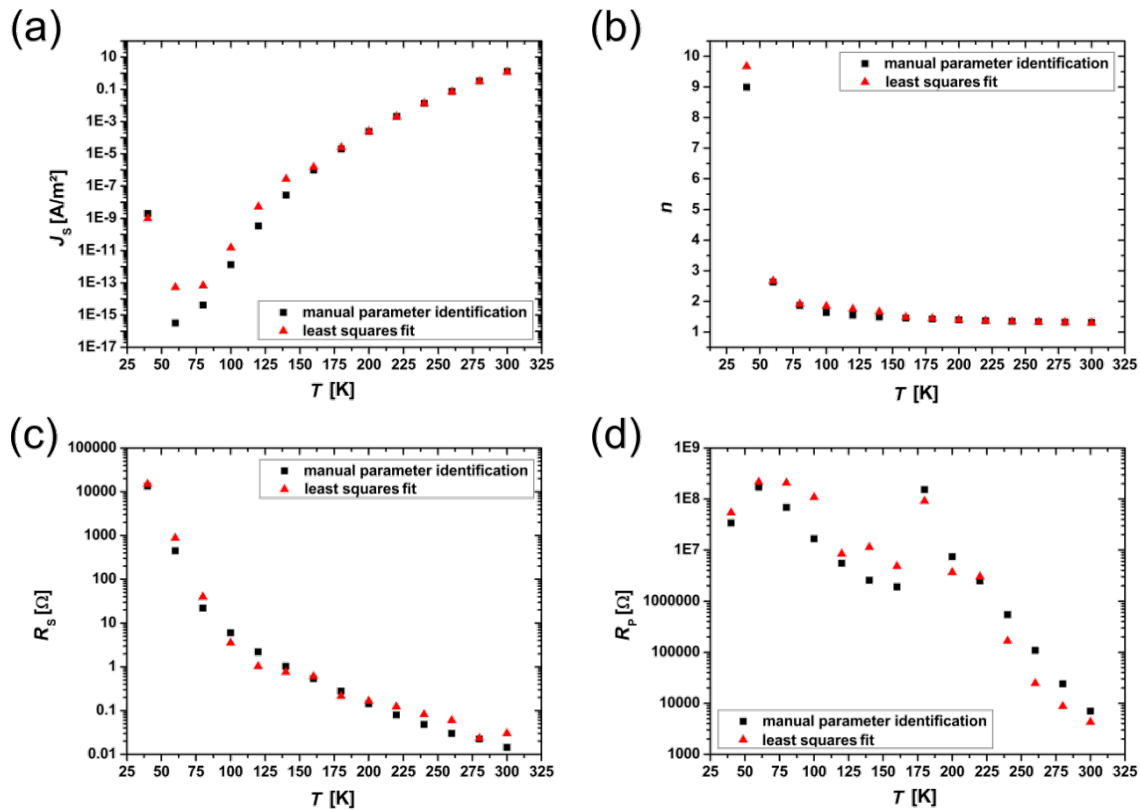 (a)
10
0.1
1E-3
1E-5
1E-7
1E-9
1E-11
1E-13
1E-15
1E-17
J_S [A/m²]
manual parameter identification
least squares fit
25 50 75 100 125 150 175 200 225 250 275 300 325
T [K]
(b)
10
9
8
7
6
5
4
3
2
1
n
manual parameter identification
least squares fit
25 50 75 100 125 150 175 200 225 250 275 300 325
T [K]
(c)
100000
10000
1000
100
10
1
0.1
0.01
R_S [Ω]
manual parameter identification
least squares fit
25 50 75 100 125 150 175 200 225 250 275 300 325
T [K]
(d)
1E9
1E8
1E7
1000000
100000
10000
1000
R_P [Ω]
manual parameter identification
least squares fit
25 50 75 100 125 150 175 200 225 250 275 300 325
T [K]